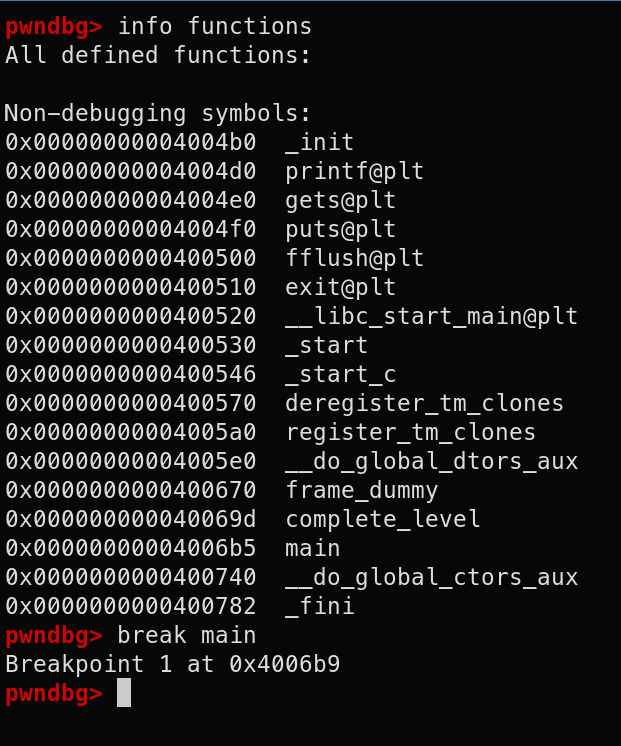 pwndbg> info functions
All defined functions:

Non-debugging symbols:
0x00000000004004b0  _init
0x00000000004004d0  printf@plt
0x00000000004004e0  gets@plt
0x00000000004004f0  puts@plt
0x0000000000400500  fflush@plt
0x0000000000400510  exit@plt
0x0000000000400520  __libc_start_main@plt
0x0000000000400530  _start
0x0000000000400546  _start_c
0x0000000000400570  deregister_tm_clones
0x00000000004005a0  register_tm_clones
0x00000000004005e0  __do_global_dtors_aux
0x0000000000400670  frame_dummy
0x000000000040069d  complete_level
0x00000000004006b5  main
0x0000000000400740  __do_global_ctors_aux
0x0000000000400782  _fini
pwndbg> break main
Breakpoint 1 at 0x4006b9
pwndbg>